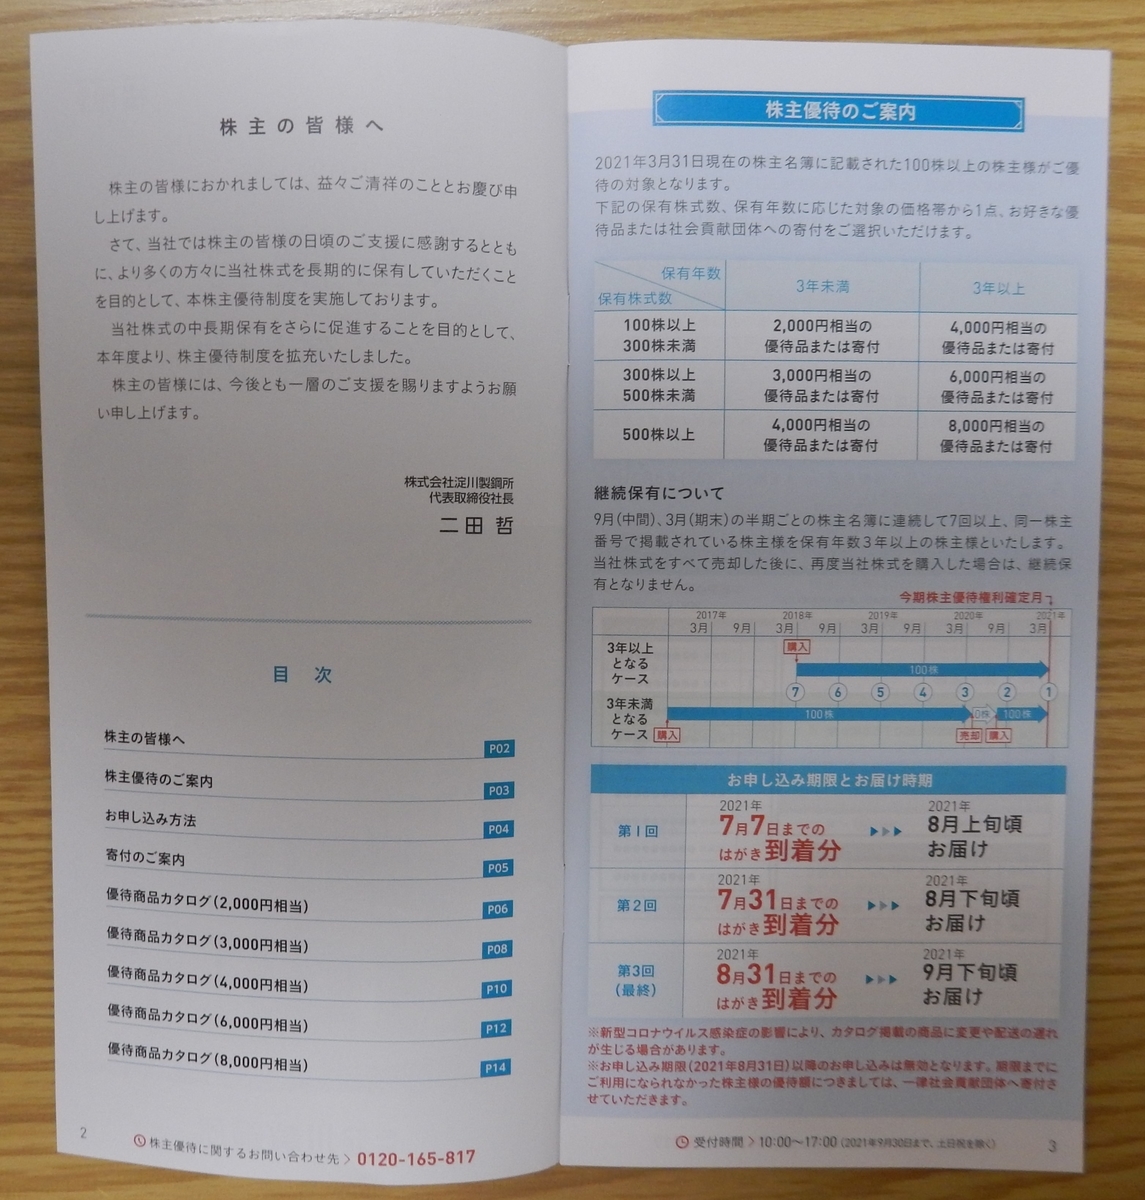 株主の皆様へ
株主の皆様におかれましては、益々ご清祥のこととお慶び申
し上げます。
さて、当社では株主の皆様の日頃のご支援に感謝するととも
に、より多くの方々に当社株式を長期的に保有していただくこと
を目的として、本株主優待制度を実施しております。
当社株式の中長期保有をさらに促進することを目的として、
本年度より、株主優待制度を拡充いたしました。
株主の皆様には、今後とも一層のご支援を賜りますようお願
い申し上げます。
株式会社淀川製鋼所
代表取締役社長
二田 哲
目 次
株主の皆様へ P02
株主優待のご案内 P03
お申し込み方法 P04
寄付のご案内 P05
優待商品カタログ(2,000円相当) P06
優待商品カタログ(3,000円相当) P08
優待商品カタログ(4,000円相当) P10
優待商品カタログ(6,000円相当) P12
優待商品カタログ(8,000円相当) P14
2
株主優待に関するお問い合わせ先 > 0120-165-817
株主優待のご案内
2021年3月31日現在の株主名簿に記載された100株以上の株主様がご優
待の対象となります。
下記の保有株式数、保有年数に応じた対象の価格帯から1点、お好きな優
待品または社会貢献団体への寄付をご選択いただけます。
保有年数
保有株式数
3年未満 3年以上
100株以上 2,000円相当の 4,000円相当の
300株未満 優待品または寄付 優待品または寄付
300株以上 3,000円相当の 6,000円相当の
500株未満 優待品または寄付 優待品または寄付
500株以上
4,000円相当の 8,000円相当の
優待品または寄付 優待品または寄付
継続保有について
9月(中間)、3月(期末)の半期ごとの株主名簿に連続して7回以上、同一株主
番号で掲載されている株主様を保有年数3年以上の株主様といたします。
当社株式をすべて売却した後に、再度当社株式を購入した場合は、継続保
有となりません。
今期株主優待権利確定月
2017年 2018年 2019年 2020年 2021年
3月 9月 3月 9月 3月 9月 3月 9月 3月
3年以上
となる
ケース
購入
100株
7 6 5 4 3 2 1
3年未満
となる
ケース
100株 0株 100株
購入 売却 購入
お申し込み期限とお届け時期
第1回
2021年
7月7日までの
はがき到着分
2021年
8月上旬頃
お届け
第2回
2021年
7月31日までの
はがき到着分
2021年
8月下旬頃
お届け
第3回
(最終)
2021年
8月31日までの
はがき到着分
2021年
9月下旬頃
お届け
※新型コロナウイルス感染症の影響により、カタログ掲載の商品に変更や配送の遅れ
が生じる場合があります。
※お申し込み期限(2021年8月31日)以降のお申し込みは無効となります。期限までに
ご利用になられなかった株主様の優待額につきましては、一律社会貢献団体へ寄付さ
せていただきます。
受付時間 > 10:00〜17:00 (2021年9月30日まで、土日祝を除く)
3